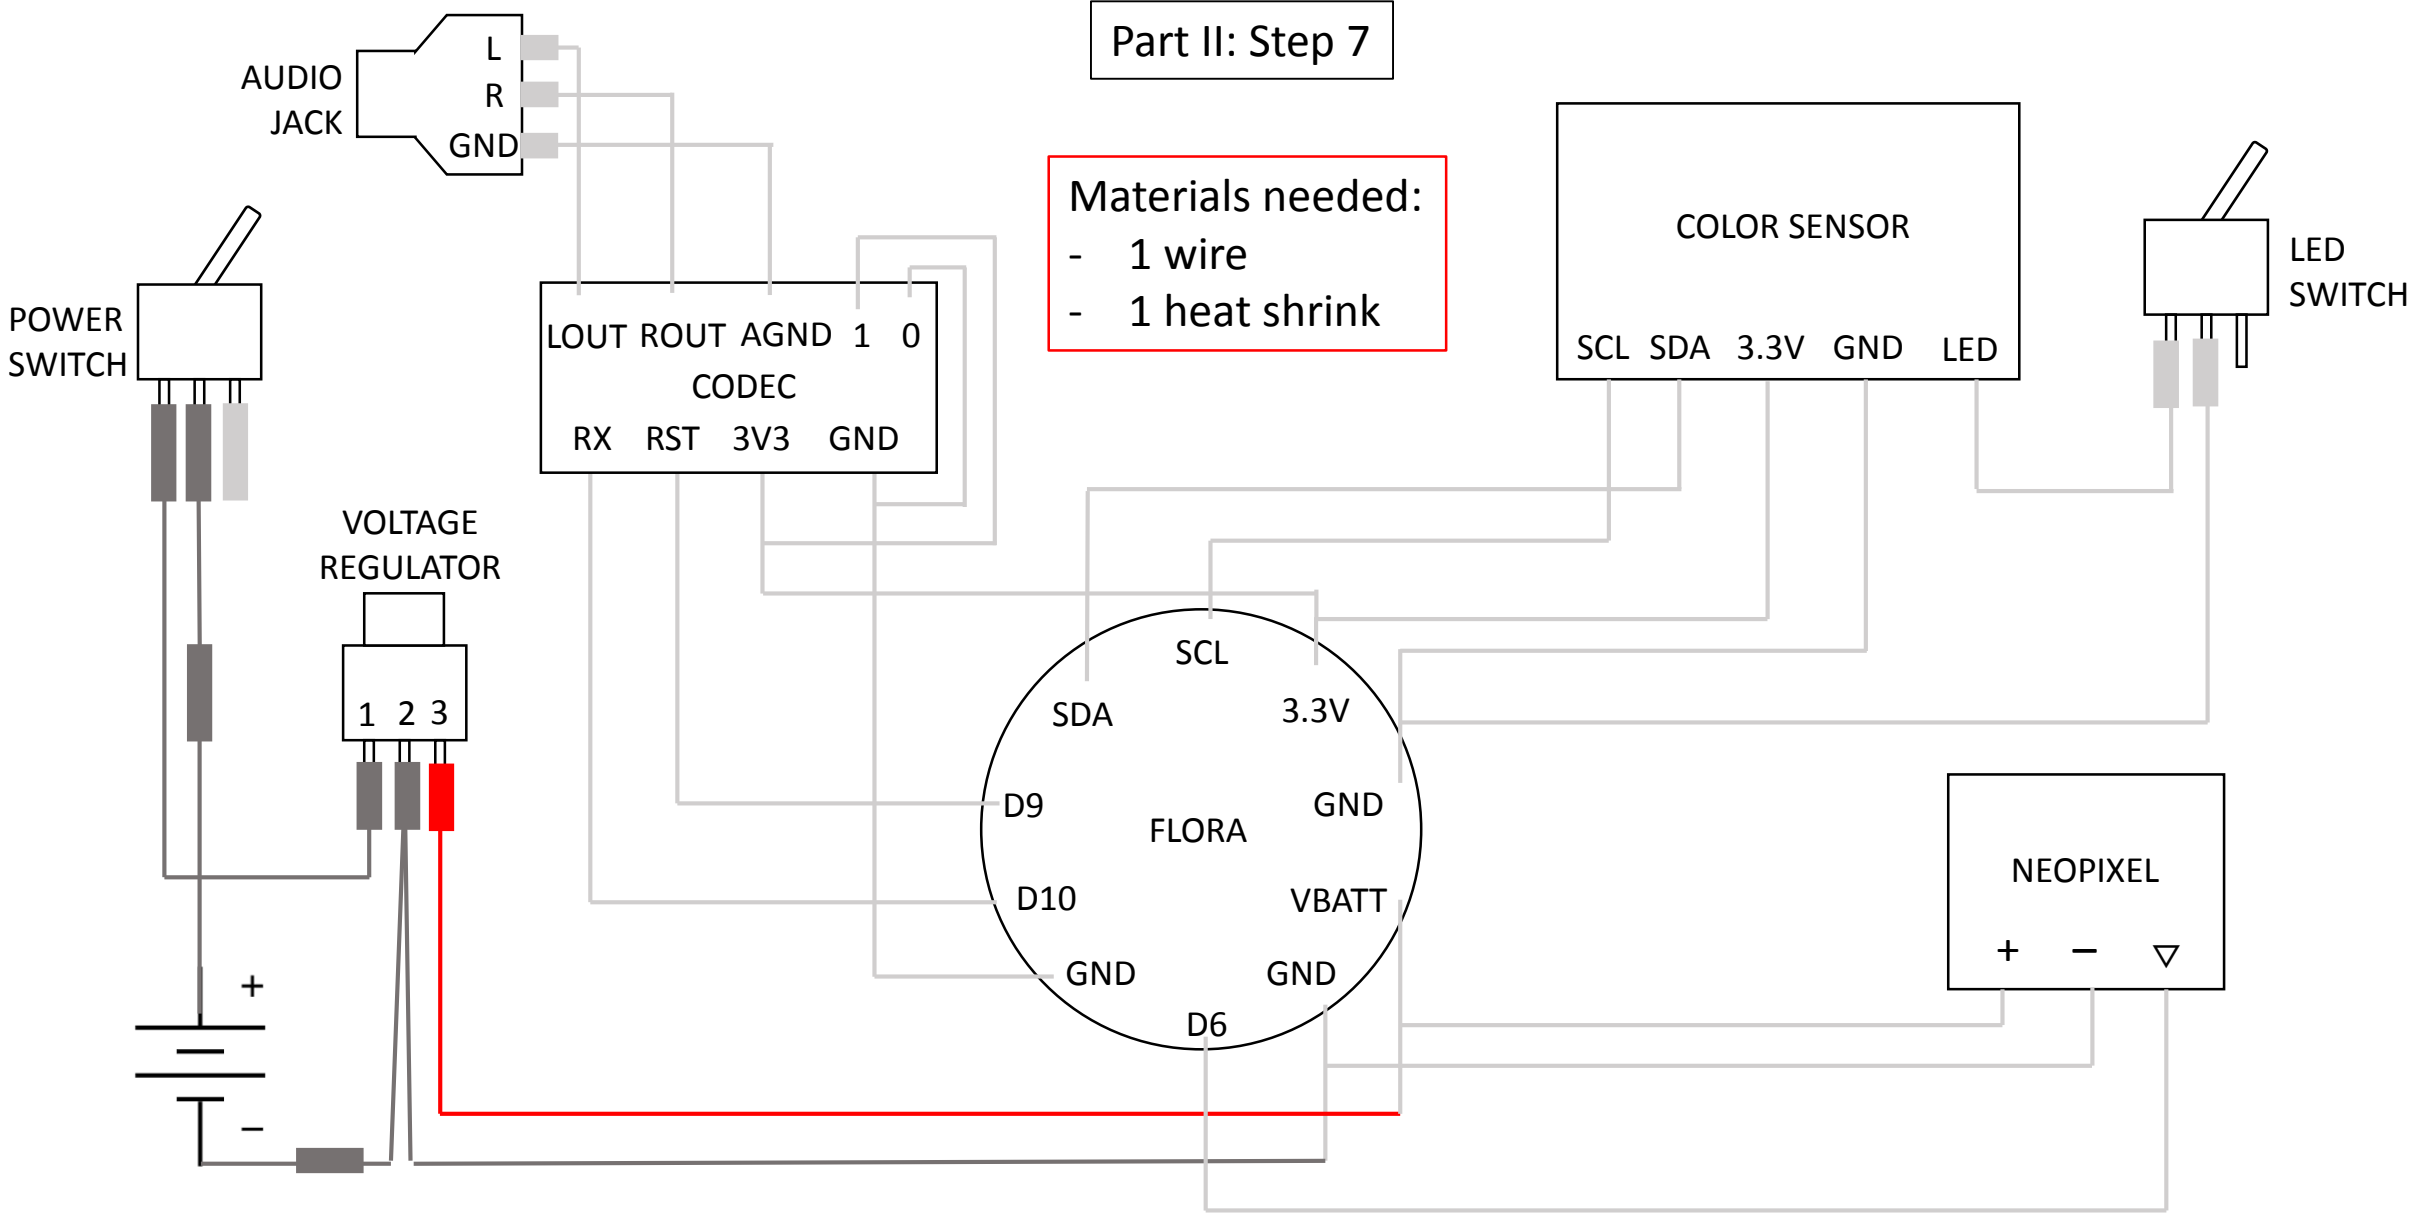 Part II: Step 7
AUDIO
JACK
L
R
GND
Materials needed:
- 1 wire
- 1 heat shrink
COLOR SENSOR
SCL SDA 3.3V GND LED
LED
SWITCH
POWER
SWITCH
LOUT ROUT AGND 1 0
CODEC
RX RST 3V3 GND
VOLTAGE
REGULATOR
1 2 3
SCL
SDA
3.3V
D9
GND
FLORA
D10
VBATT
GND
GND
D6
NEOPIXEL
+ −
+
−